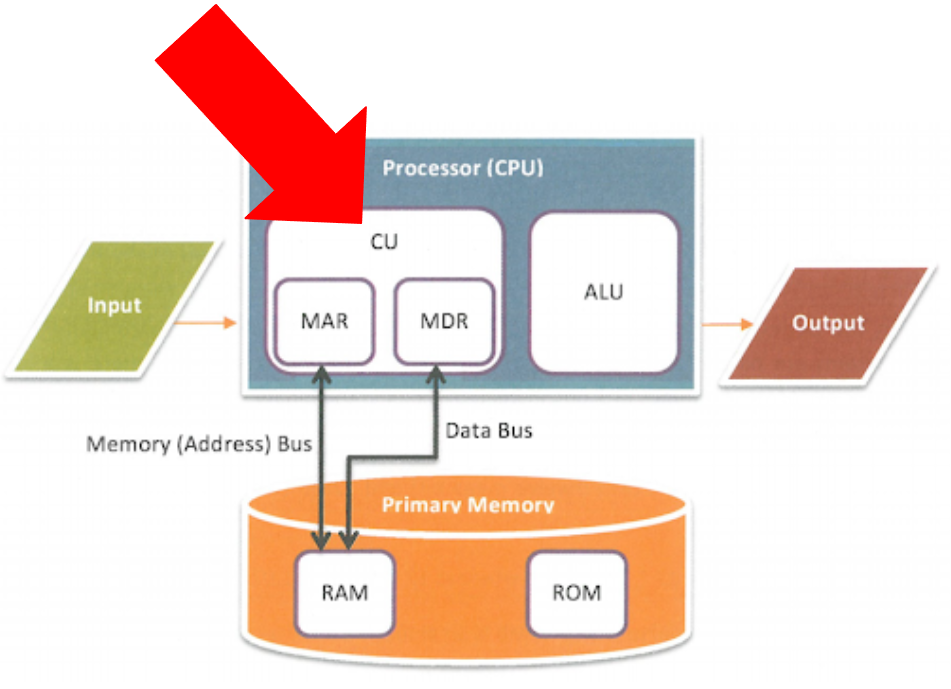 Processor (CPU)
CU
MAR
MDR
ALU
Input
Output
Memory (Address) Bus
Data Bus
Primary Memory
RAM
ROM